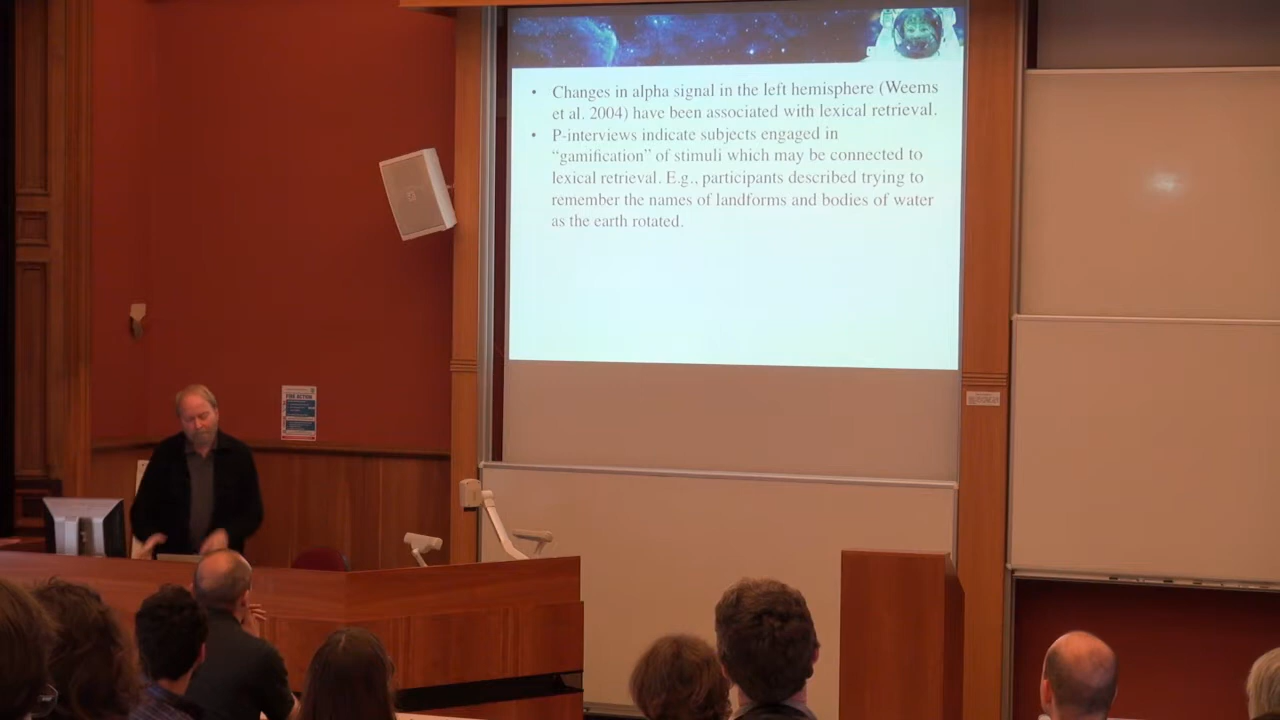 • Changes in alpha signal in the left hemisphere (Weems
et al. 2004) have been associated with lexical retrieval.
• P-interviews indicate subjects engaged in
“gamification” of stimuli which may be connected to
lexical retrieval. E.g., participants described trying to
remember the names of landforms and bodies of water
as the earth rotated.
FIRE ACTION